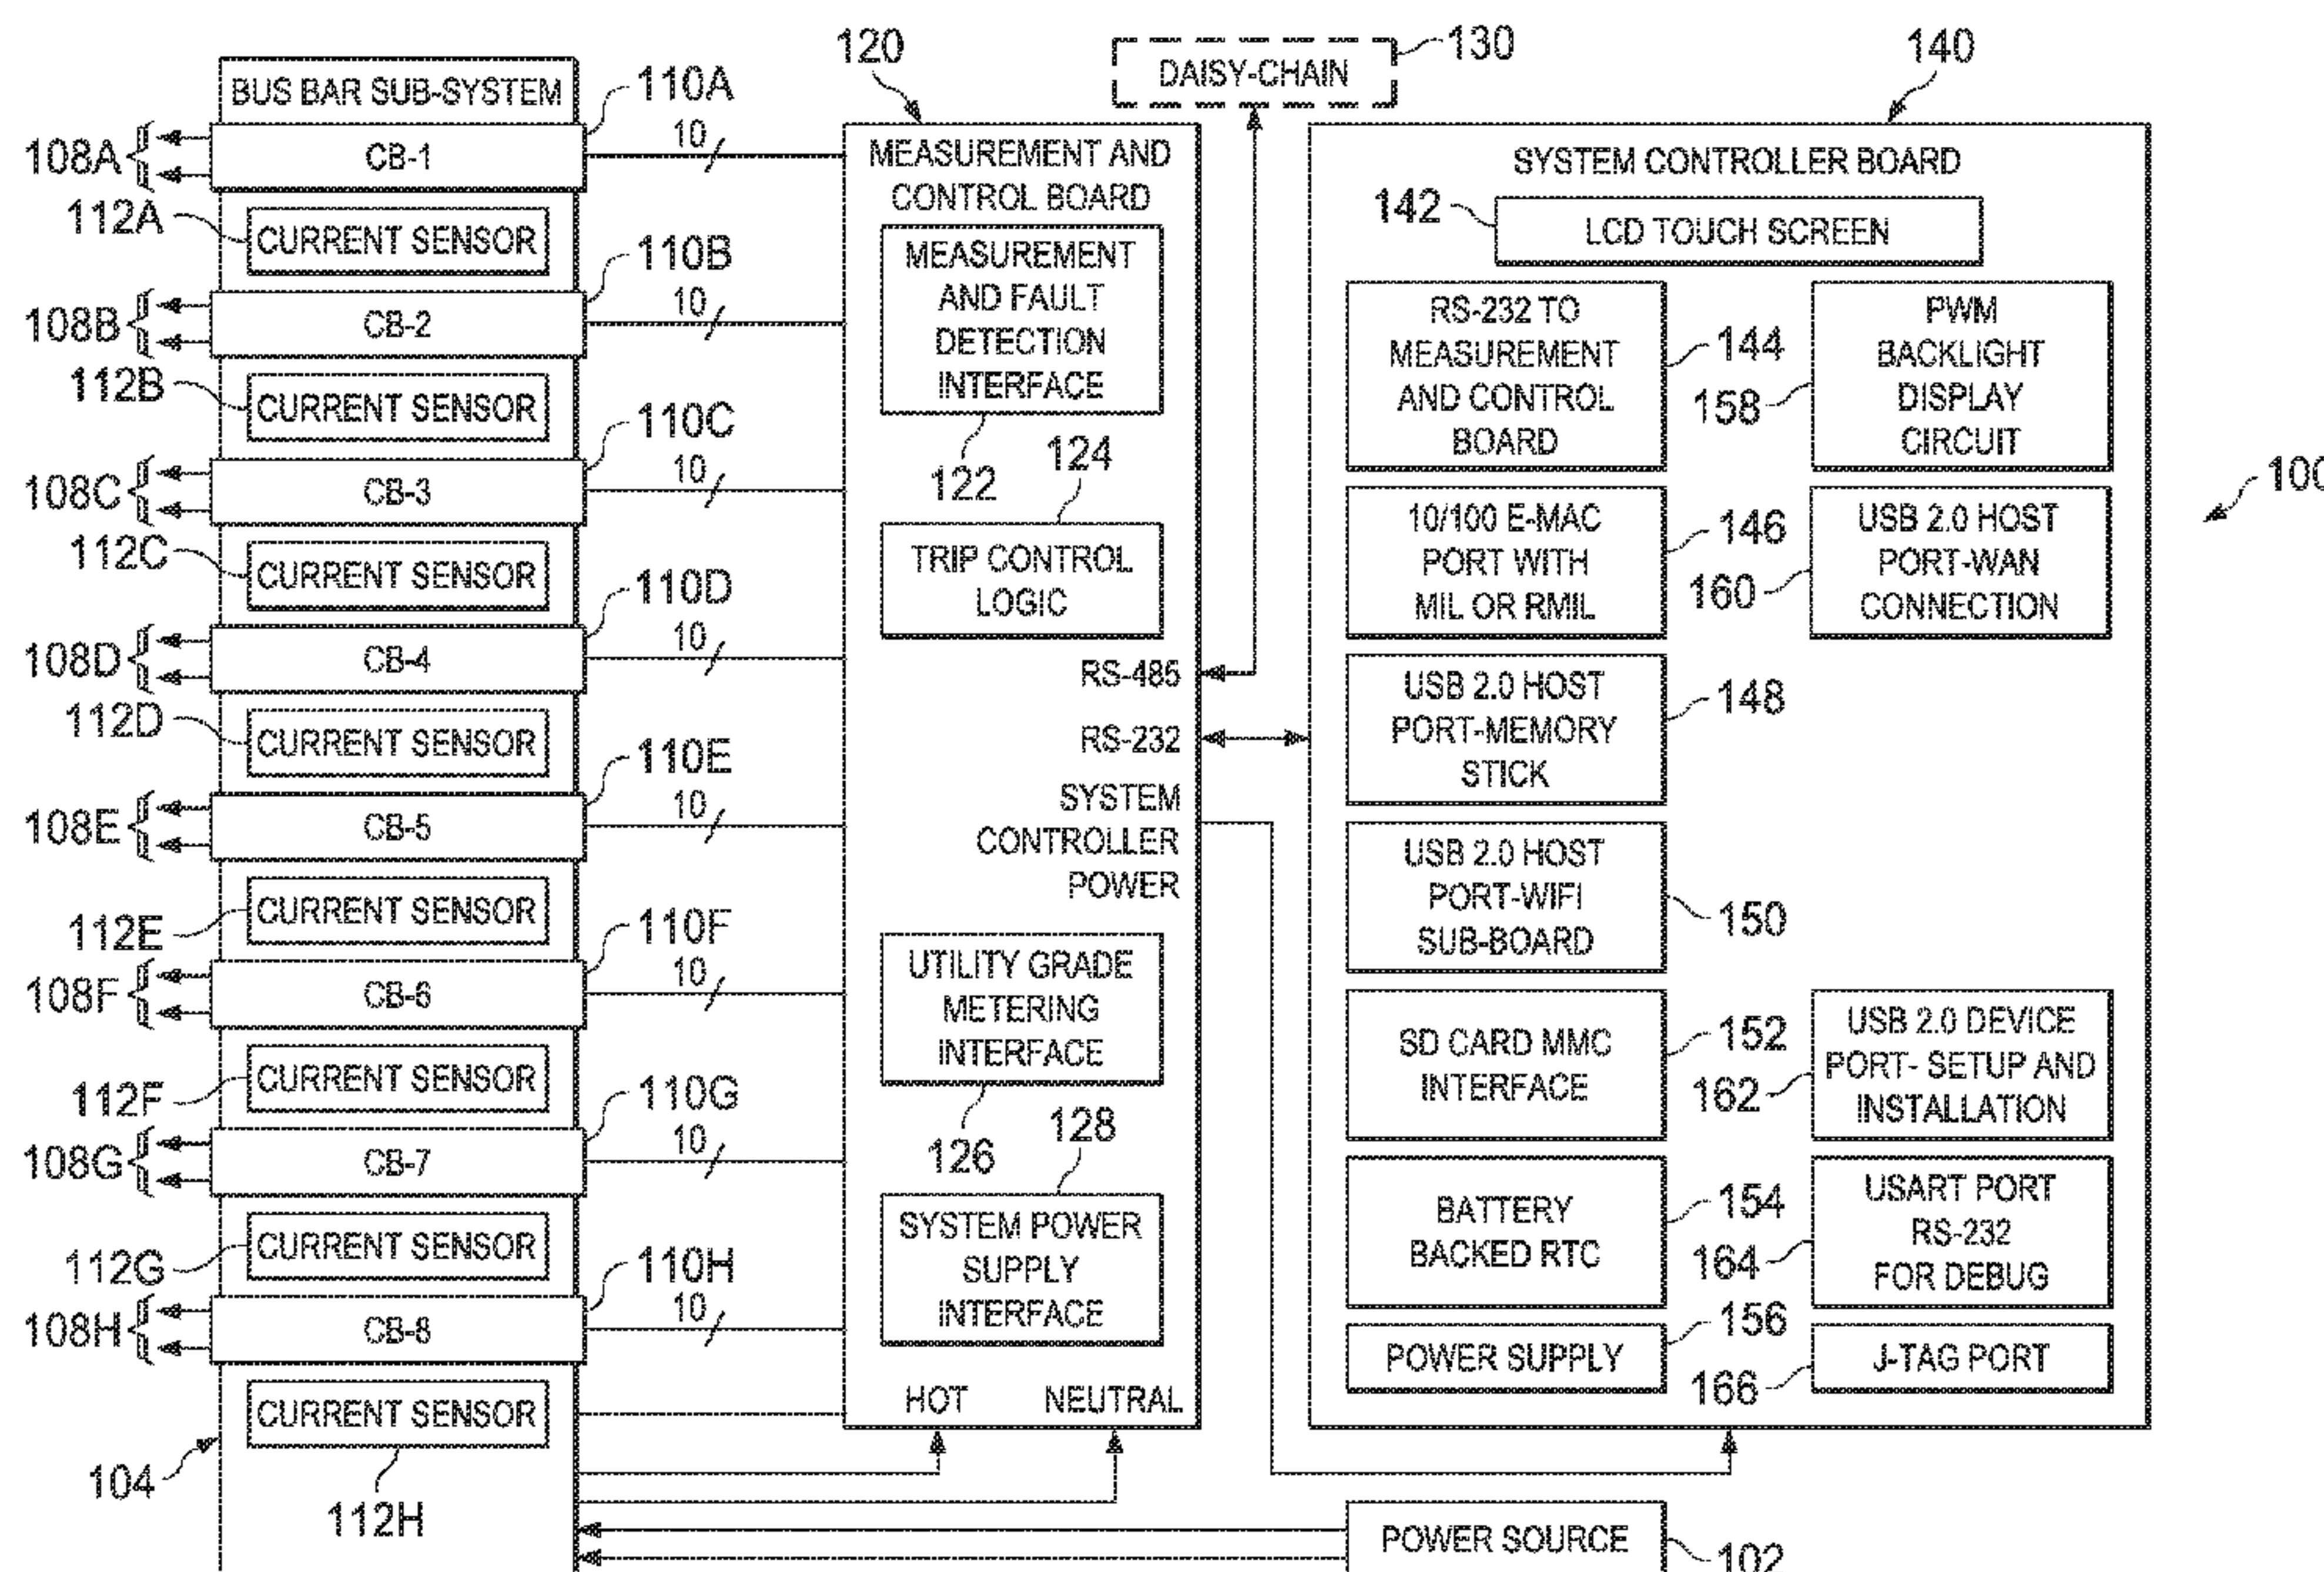 120
130
DAISY-CHAIN
140
BUS BAR SUB-SYSTEM
110A
108A
CB-1
10
112A
CURRENT SENSOR
110B
108B
CB-2
10
112B
CURRENT SENSOR
110C
108C
CB-3
10
112C
CURRENT SENSOR
110D
108D
CB-4
10
112D
CURRENT SENSOR
110E
108E
CB-5
10
112E
CURRENT SENSOR
110F
108F
CB-6
10
112F
CURRENT SENSOR
110G
108G
CB-7
10
112G
CURRENT SENSOR
110H
108H
CB-8
10
CURRENT SENSOR
104
112H
MEASUREMENT AND
CONTROL BOARD
MEASUREMENT
AND FAULT
DETECTION
INTERFACE
122
124
TRIP CONTROL
LOGIC
RS-485
RS-232
SYSTEM
CONTROLLER
POWER
UTILITY GRADE
METERING
INTERFACE
126
128
SYSTEM POWER
SUPPLY
INTERFACE
HOT
NEUTRAL
SYSTEM CONTROLLER BOARD
142
LCD TOUCH SCREEN
RS-232 TO
MEASUREMENT
AND CONTROL
BOARD
144
158
PWM
BACKLIGHT
DISPLAY
CIRCUIT
100
10/100 E-MAC
PORT WITH
MIL OR RMIL
146
160
USB 2.0 HOST
PORT-WAN
CONNECTION
USB 2.0 HOST
PORT-MEMORY
STICK
148
USB 2.0 HOST
PORT-WIFI
SUB-BOARD
150
SD CARD MMC
INTERFACE
152
162
USB 2.0 DEVICE
PORT- SETUP AND
INSTALLATION
BATTERY
BACKED RTC
154
164
USART PORT
RS-232
FOR DEBUG
POWER SUPPLY
156
166
J-TAG PORT
POWER SOURCE
102